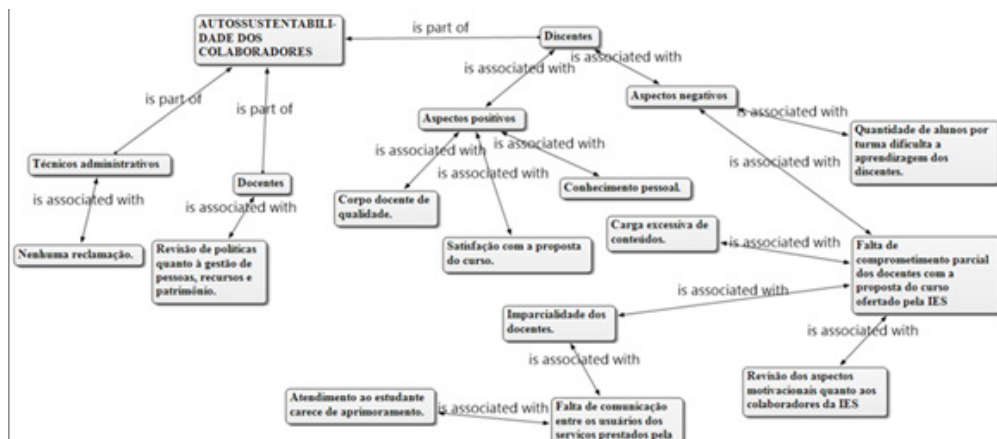 AUTOSSUSTENTABILI-
DADE DOS
COLABORADORES
is part of
Discentes
is associated with
is associated with
is part of
is part of
Aspectos positivos
Aspectos negativos
is associated with
Quantidade de alunos por
turma dificulta a
aprendizagem dos
discentes.
Técnicos administrativos
is associated with
is associated with
is associated with
is associated with
Docentes
Conhecimento pessoal.
is associated with
is associated with
Corpo docente de
qualidade.
Nenhuma reclamação.
Revisão de políticas
quanto à gestão de
pessoas, recursos e
patrimônio.
Satisfação com a proposta
do curso.
Carga excessiva de
conteúdos.
is associated with
Falta de
comprometimento parcial
dos docentes com a
proposta do curso
ofertado pela IES
is associated with
Imparcialidade dos
docentes.
is associated with
is associated with
Revisão dos aspectos
motivacionais quanto aos
colaboradores da IES
Atendimento ao estudante
carece de aprimoramento.
is associated with
Falta de comunicação
entre os usuários dos
serviços prestados pela